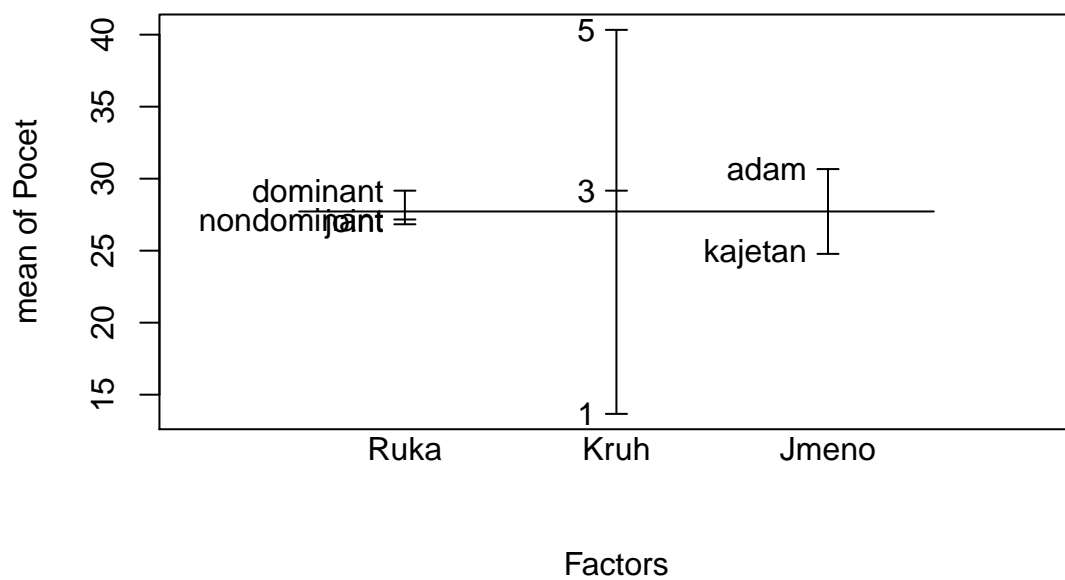 mean of Pocet
40
35
30
25
20
15
dominant
nondominant
joint
5
3
1
adam
kajetan
Ruka
Kruh
Jmeno
Factors